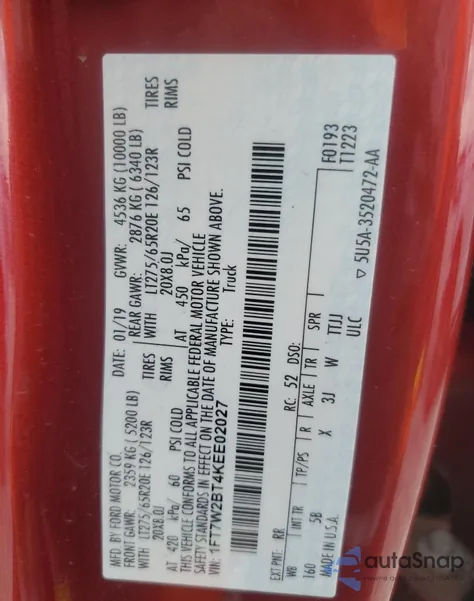 MFD BY FORD MOTOR CO.
DATE: 01/19 GVWR: 4536 KG (10000 LB)
FRONT GAWR: 2359 KG (5200 LB) REAR GAWR: 2876 KG (6340 LB)
LT275/65R20E 126/123R TIRES WITH LT275/65R20E 126/123R TIRES
20X8.0J RIMS 20X8.0J RIMS
AT 420 kPa/ 60 PSI COLD AT 450 kPa/ 65 PSI COLD
THIS VEHICLE CONFORMS TO ALL APPLICABLE FEDERAL MOTOR VEHICLE
SAFETY STANDARDS IN EFFECT ON THE DATE OF MANUFACTURE SHOWN ABOVE.
1FT7W2BT4KEE02027 TYPE: Truck
EXT PNT: RR RC: 52 DSO: F0193
WB INT TR TP/PS R AXLE TR SPR T1223
160 5B X 3J W TTJJ
MADE IN U.S.A. ULC
▽ 5U5A-3520472-AA
autoSnap